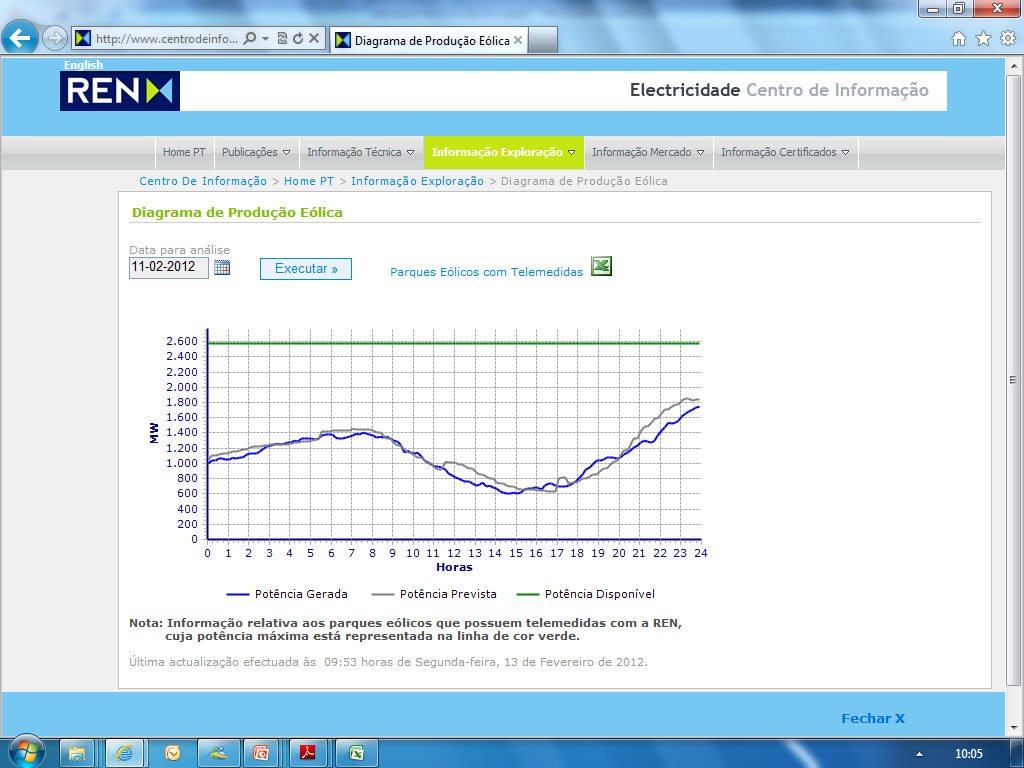 http://www.centrodeinfo...
Diagrama de Produção Eólica
English
REN
Electricidade Centro de Informação
Home PT
Publicações
Informação Técnica
Informação Exploração
Informação Mercado
Informação Certificados
Centro De Informação > Home PT > Informação Exploração > Diagrama de Produção Eólica
Diagrama de Produção Eólica
Data para análise
11-02-2012
Executar »
Parques Eólicos com Telemedidas
MW
2.600
2.400
2.200
2.000
1.800
1.600
1.400
1.200
1.000
800
600
400
200
0
0 1 2 3 4 5 6 7 8 9 10 11 12 13 14 15 16 17 18 19 20 21 22 23 24
Horas
Potência Gerada
Potência Prevista
Potência Disponível
Nota: Informação relativa aos parques eólicos que possuem telemedidas com a REN,
cuja potência máxima está representada na linha de cor verde.
Última actualização efectuada às 09:53 horas de Segunda-feira, 13 de Fevereiro de 2012.
Fechar X
10:05